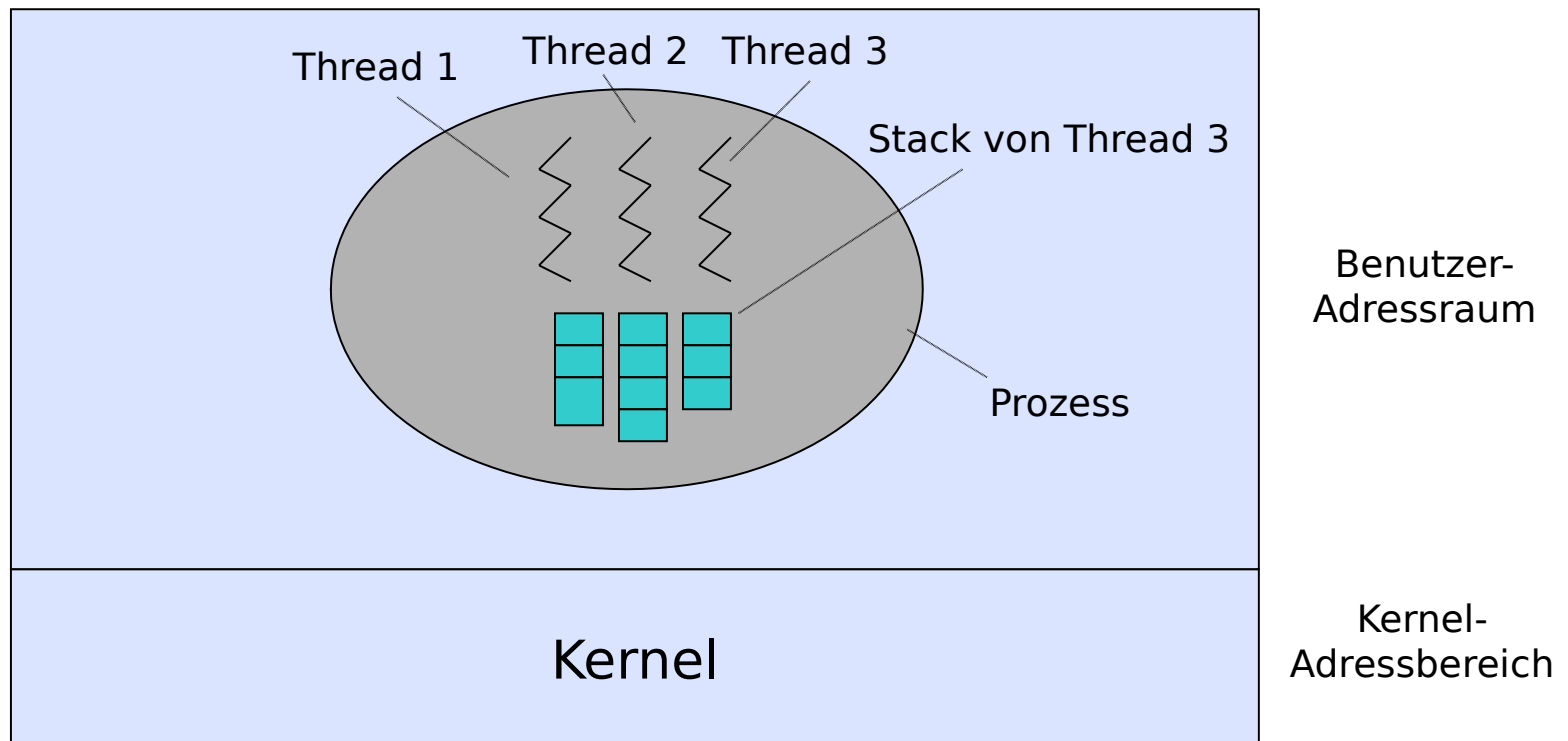 Thread 1
Thread 2
Thread 3
Stack von Thread 3
Benutzer-
Adressraum
Prozess
Kernel
Kernel-
Adressbereich